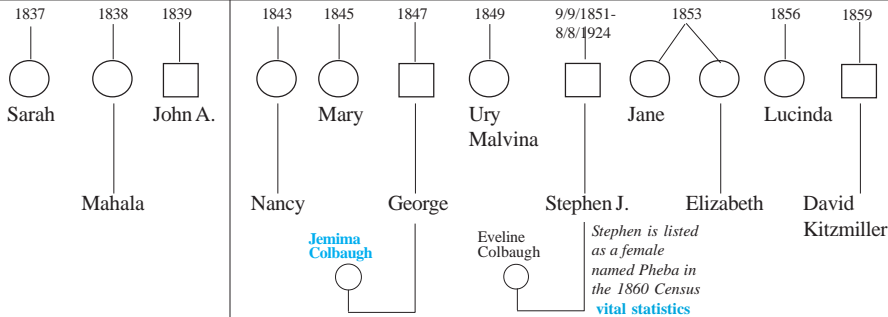 1837 1838 1839 1843 1845 1847 1849 9/9/1851- 1853 1856 1859
8/8/1924
Sarah John A. Mary Ury Jane Lucinda
Malvina
Mahala Nancy George Stephen J. Elizabeth David
Kitzmiller
Jemima
Colbaugh
Eveline
Colbaugh
Stephen is listed
as a female
named Pheba in
the 1860 Census
vital statistics